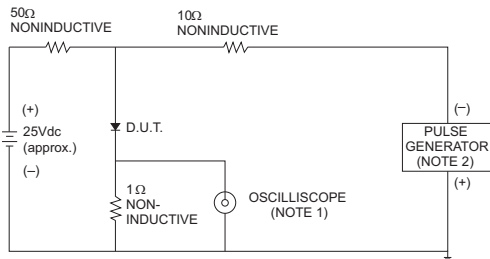 50Ω
NONINDUCTIVE
10Ω
NONINDUCTIVE
(+)
25Vdc
(approx.)
(–)
D.U.T.
1Ω
NON-
INDUCTIVE
OSCILLISCOPE
(NOTE 1)
(–)
PULSE
GENERATOR
(NOTE 2)
(+)